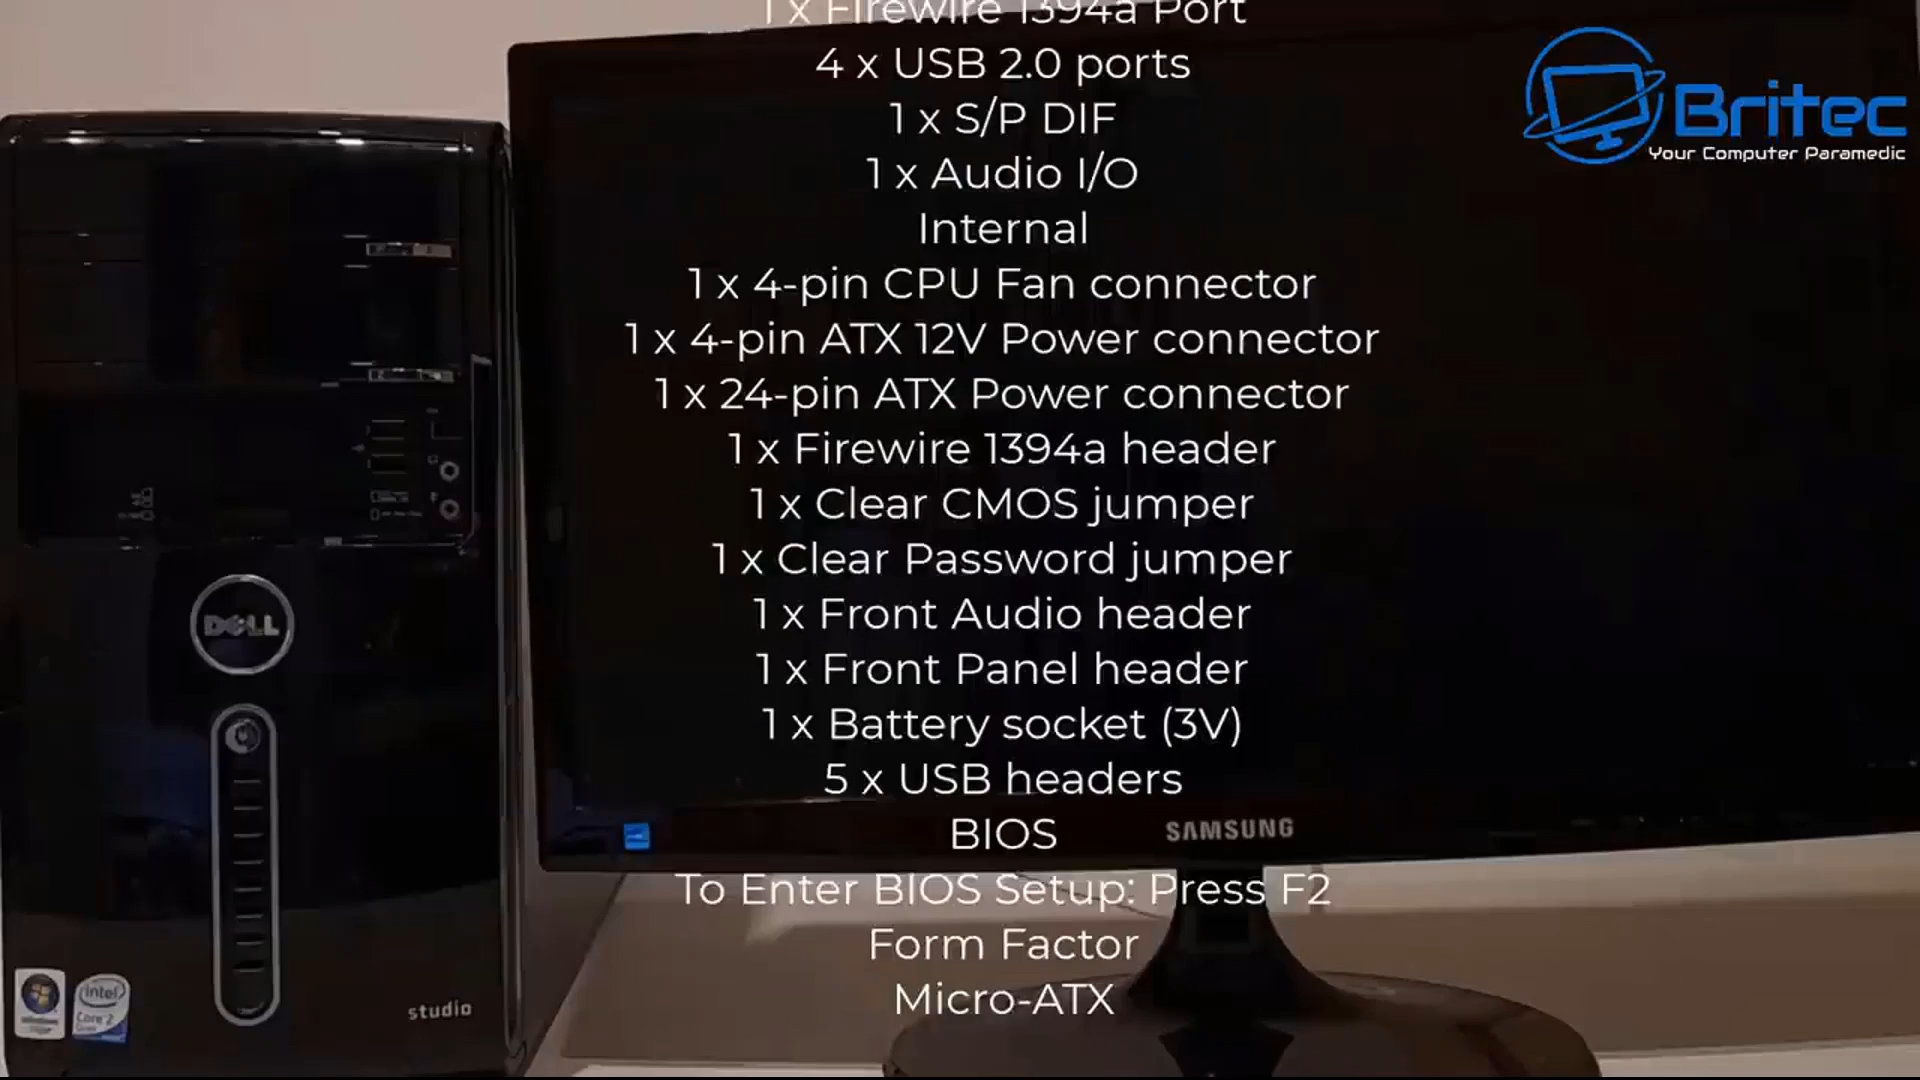 1 x Firewire 1394a Port
4 x USB 2.0 ports
1 x S/P DIF
1 x Audio I/O
Internal
1 x 4-pin CPU Fan connector
1 x 4-pin ATX 12V Power connector
1 x 24-pin ATX Power connector
1 x Firewire 1394a header
1 x Clear CMOS jumper
1 x Clear Password jumper
1 x Front Audio header
1 x Front Panel header
1 x Battery socket (3V)
5 x USB headers
BIOS
To Enter BIOS Setup: Press F2
Form Factor
Micro-ATX
Britec
Your Computer Paramedic
DELL
SAMSUNG
studio
intel
Core 2